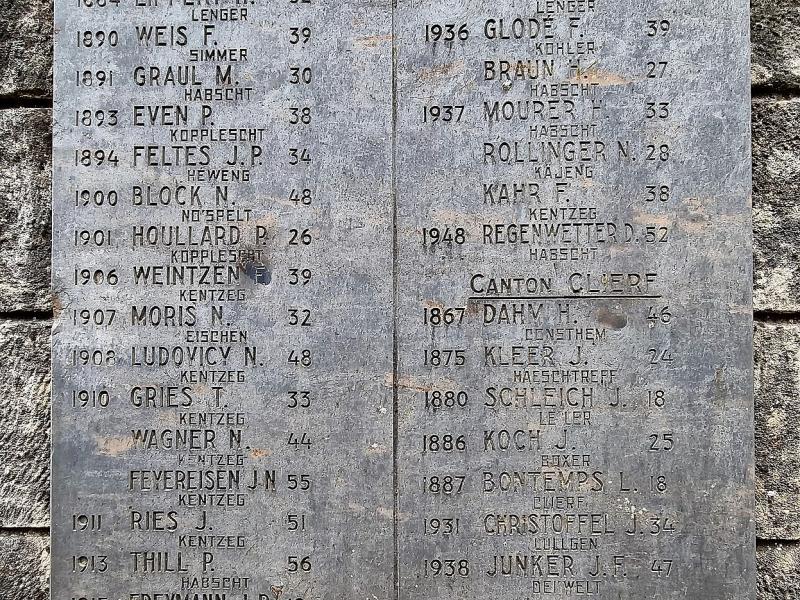 LENGER
1890 WEIS F. 39
SIMMER
1891 GRAUL M. 30
HABSCHT
1893 EVEN P. 38
KOPPLESCHT
1894 FELTES J.P. 34
HEWENG
1900 BLOCK N. 48
NO'SPELT
1901 HOULLARD P. 26
KOPPLESCHT
1906 WEINTZEN F. 39
KENTZEG
1907 MORIS N. 32
EISCHEN
1908 LUDOVICY N. 48
KENTZEG
1910 GRIES T. 33
KENTZEG
WAGNER N. 44
KENTZEG
FEYEREISEN J.N 55
KENTZEG
1911 RIES J. 51
KENTZEG
1913 THILL P. 56
HABSCHT
LENGER
1936 GLODÉ F. 39
KOHLER
BRAUN H. 27
HABSCHT
1937 MOURER H. 33
HABSCHT
ROLLINGER N. 28
KAJENG
KAHR F. 38
KENTZEG
1948 REGENWETTER D. 52
HABSCHT
CANTON CLIERF
1867 DAHM H. 46
CONSTHEM
1875 KLEER J. 24
HAESCHTREFF
1880 SCHLEICH J. 18
LELLER
1886 KOCH J. 25
BOXER
1887 BONTEMPS L. 18
CLIERF
1931 CHRISTOFFEL J. 34
LULLGEN
1938 JUNKER J.F. 47
DEIWELT